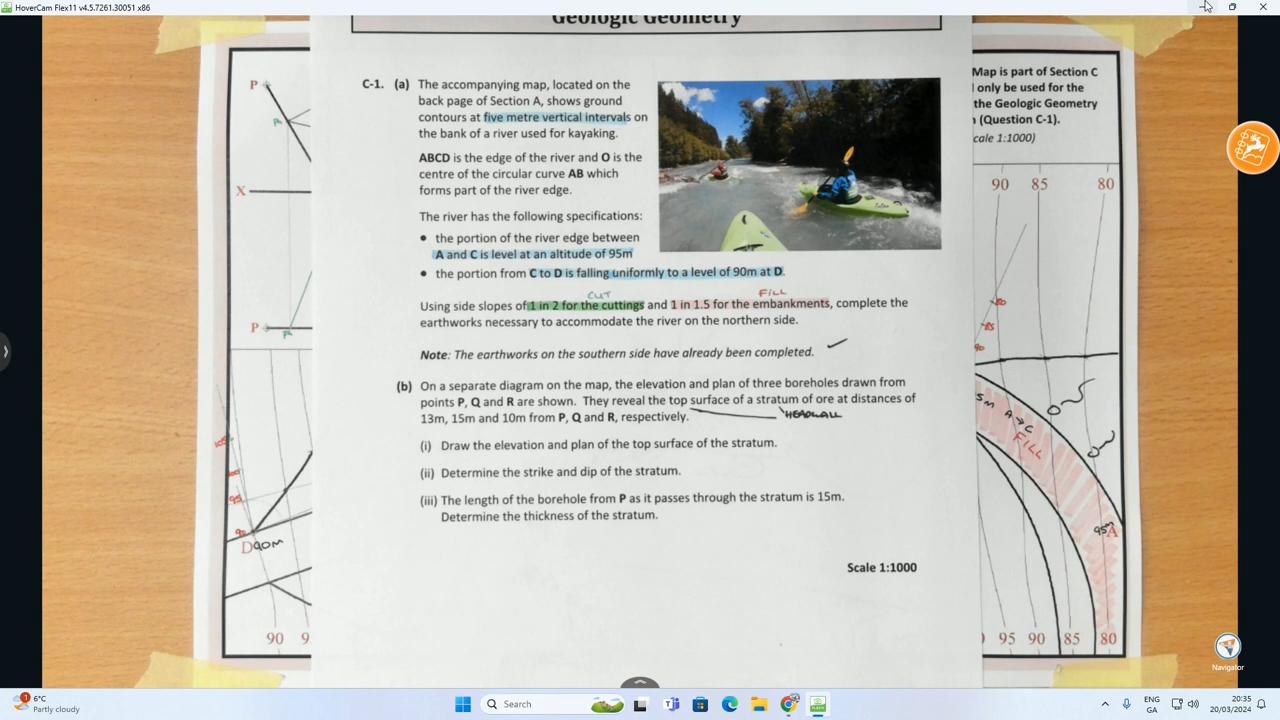 HoverCam Flex11 v4.5.7261.30051 x86
Geologic Geometry
C-1. (a) The accompanying map, located on the
back page of Section A, shows ground
contours at five metre vertical intervals on
the bank of a river used for kayaking.
ABCD is the edge of the river and O is the
centre of the circular curve AB which
forms part of the river edge.
The river has the following specifications:
• the portion of the river edge between
A and C is level at an altitude of 95m
• the portion from C to D is falling uniformly to a level of 90m at D.
CUT FILL
Using side slopes of 1 in 2 for the cuttings and 1 in 1.5 for the embankments, complete the
earthworks necessary to accommodate the river on the northern side.
Note: The earthworks on the southern side have already been completed.
(b) On a separate diagram on the map, the elevation and plan of three boreholes drawn from
points P, Q and R are shown. They reveal the top surface of a stratum of ore at distances of
13m, 15m and 10m from P, Q and R, respectively.
HEADWALL
(i) Draw the elevation and plan of the top surface of the stratum.
(ii) Determine the strike and dip of the stratum.
(iii) The length of the borehole from P as it passes through the stratum is 15m.
Determine the thickness of the stratum.
Scale 1:1000
P
X
P
105
100
95
90
D 90m
90 9
Map is part of Section C
only be used for the
the Geologic Geometry
(Question C-1).
cale 1:1000)
90 85 80
80
85
90
5m A→C
FILL
95m A
95 90 85 80
Navigator
6°C
Partly cloudy
Search
ENG
GA
20:35
20/03/2024